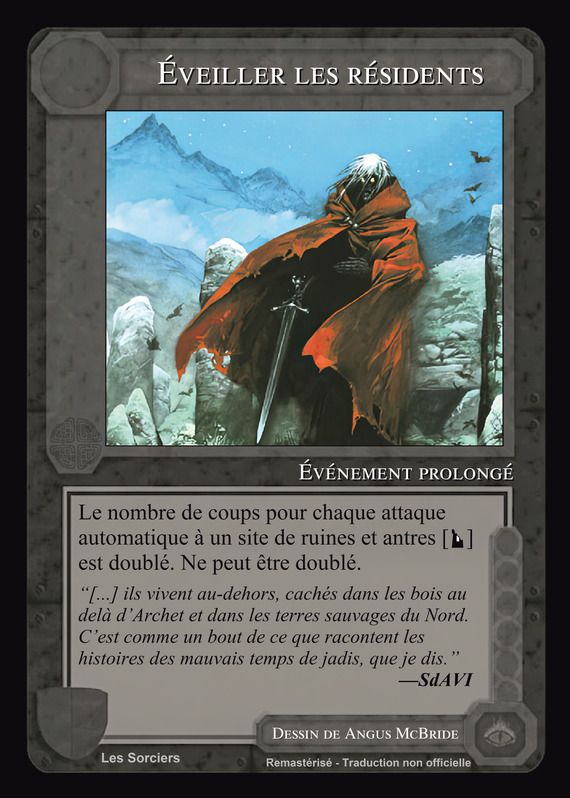 ÉVEILLER LES RÉSIDENTS
ÉVÉNEMENT PROLONGÉ
Le nombre de coups pour chaque attaque
automatique à un site de ruines et antres []
est doublé. Ne peut être doublé.
“[...] ils vivent au-dehors, cachés dans les bois au
delà d’Archet et dans les terres sauvages du Nord.
C’est comme un bout de ce que racontent les
histoires des mauvais temps de jadis, que je dis.”
—SdAVI
DESSIN DE ANGUS MCBRIDE
Les Sorciers
Remastérisé - Traduction non officielle